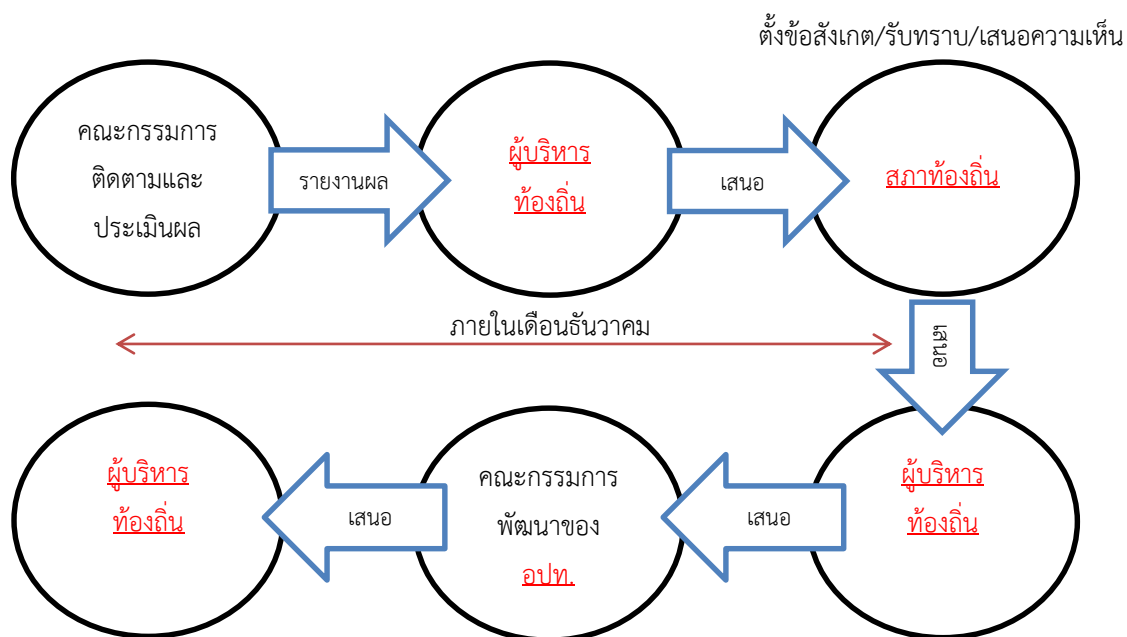 ตั้งข้อสังเกต/รับทราบ/เสนอความเห็น
คณะกรรมการ
ติดตามและ
ประเมินผล
รายงานผล
ผู้บริหาร
ท้องถิ่น
เสนอ
สภาท้องถิ่น
ภายในเดือนธันวาคม
เสนอ
ผู้บริหาร
ท้องถิ่น
เสนอ
คณะกรรมการ
พัฒนาของ
อปท.
เสนอ
ผู้บริหาร
ท้องถิ่น